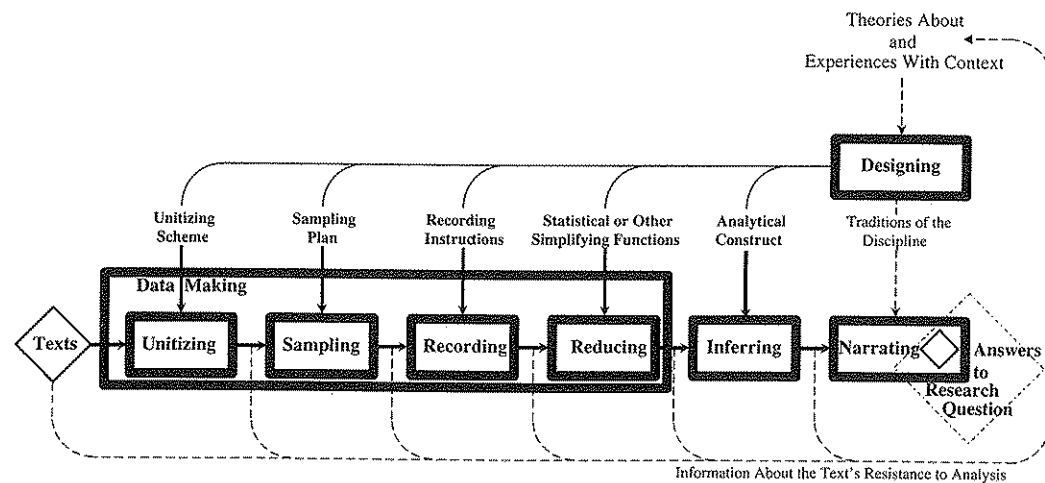 Theories About
and
Experiences With Context
Designing
Unitizing
Scheme
Sampling
Plan
Recording
Instructions
Statistical or Other
Simplifying Functions
Analytical
Construct
Traditions of the
Discipline
Data Making
Texts
Unitizing
Sampling
Recording
Reducing
Inferring
Narrating
Answers
to
Research
Question
Information About the Text's Resistance to Analysis